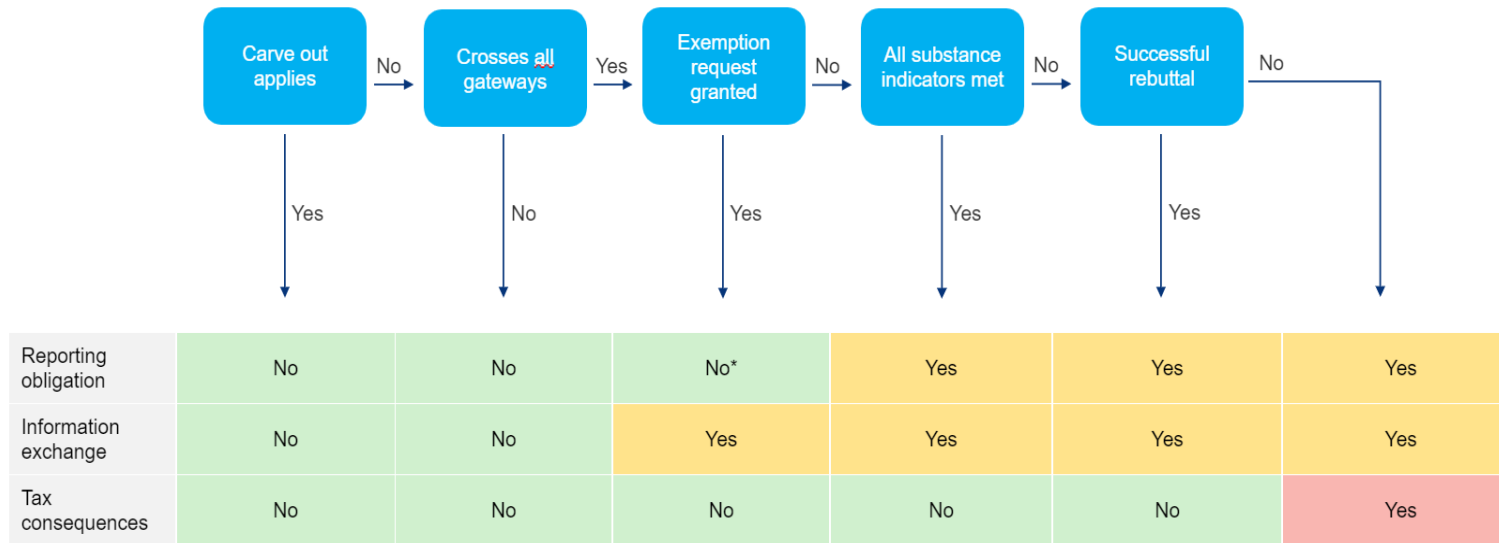 Carve out
applies
No
Crosses all
gateways
Yes
Exemption
request
granted
No
All substance
indicators met
No
Successful
rebuttal
No
Yes
No
Yes
Yes
Yes
Reporting
obligation
No
No
No*
Yes
Yes
Yes
Information
exchange
No
No
Yes
Yes
Yes
Yes
Tax
consequences
No
No
No
No
No
Yes